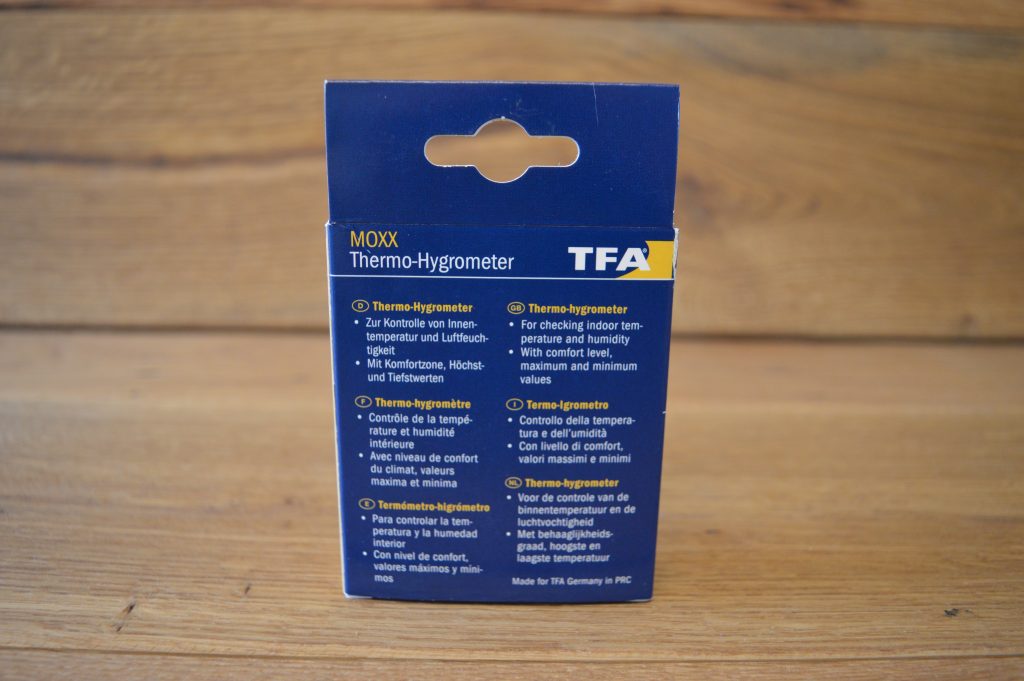 MOXX
Thermo-Hygrometer
TFA®
D Thermo-Hygrometer
• Zur Kontrolle von Innen-
temperatur und Luftfeuch-
tigkeit
• Mit Komfortzone, Höchst-
und Tiefstwerten
F Thermo-hygromètre
• Contrôle de la tempé-
rature et humidité
intérieure
• Avec niveau de confort
du climat, valeurs
maxima et minima
E Termómetro-higrómetro
• Para controlar la tem-
peratura y la humedad
interior
• Con nivel de confort,
valores máximos y míni-
mos
GB Thermo-hygrometer
• For checking indoor tem-
perature and humidity
• With comfort level,
maximum and minimum
values
I Termo-Igrometro
• Controllo della tempera-
tura e dell'umidità
• Con livello di comfort,
valori massimi e minimi
NL Thermo-hygrometer
• Voor de controle van de
binnentemperatuur en de
luchtvochtigheid
• Met behaaglijkheids-
graad, hoogste en
laagste temperatuur
Made for TFA Germany in PRC